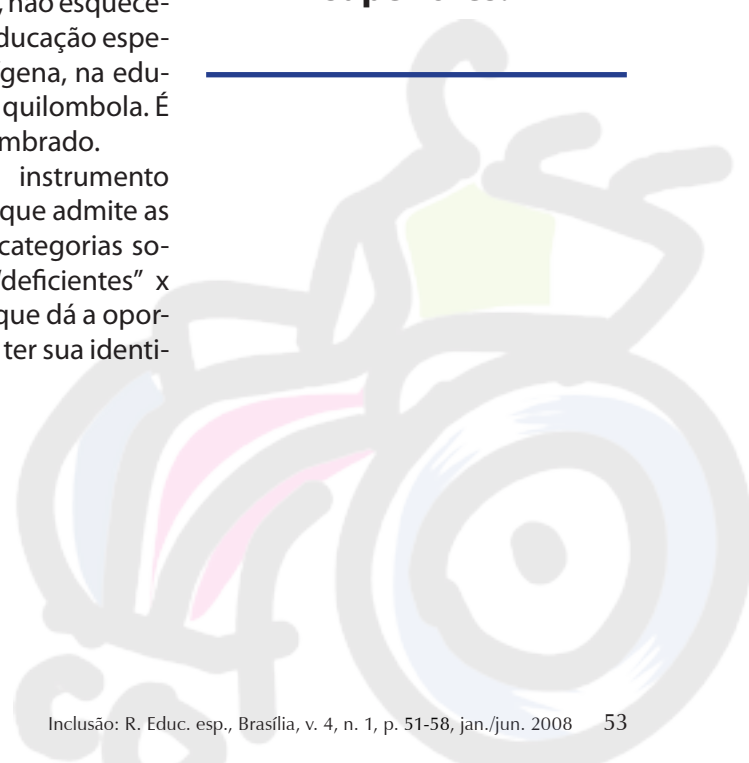 , não esquece-
ducação espe-
gena, na edu-
quilombola. É
mbrado.
instrumento
que admite as
categorias so-
"deficientes" x
que dá a opor-
ter sua identi-
Inclusão: R. Educ. esp., Brasília, v. 4, n. 1, p. 51-58, jan./jun. 2008 53